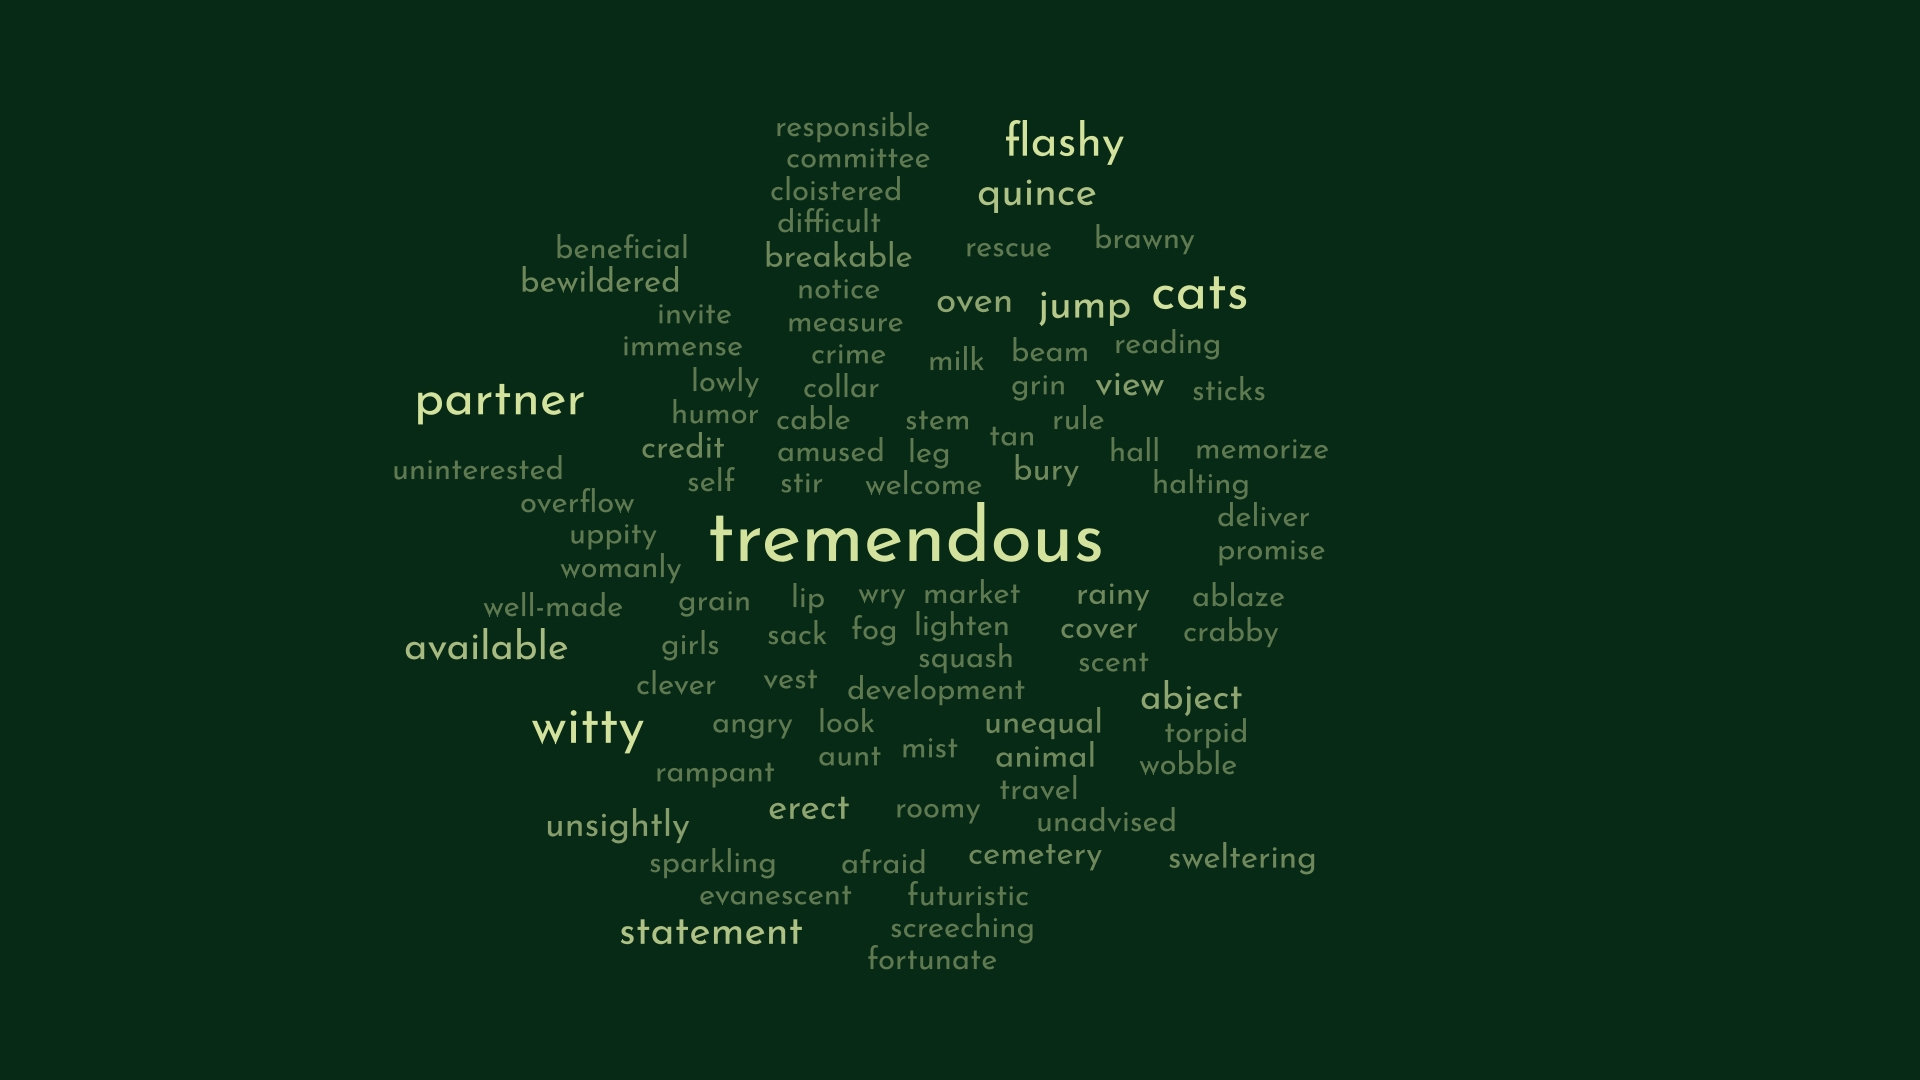 responsible
flashy
committee
cloistered
quince
difficult
beneficial
breakable
rescue
brawny
bewildered
notice
oven
jump
cats
invite
measure
immense
crime
milk
beam
reading
lowly
collar
grin
view
sticks
partner
humor
cable
stem
tan
rule
credit
amused
leg
hall
memorize
uninterested
self
stir
welcome
bury
halting
overflow
deliver
uppity
tremendous
promise
womanly
well-made
grain
lip
wry
market
rainy
ablaze
available
girls
sack
fog
lighten
cover
crabby
squash
scent
clever
vest
development
abject
witty
angry
look
unequal
torpid
aunt
mist
animal
wobble
rampant
travel
erect
roomy
unsightly
unadvised
sparkling
afraid
cemetery
sweltering
evanescent
futuristic
statement
screeching
fortunate